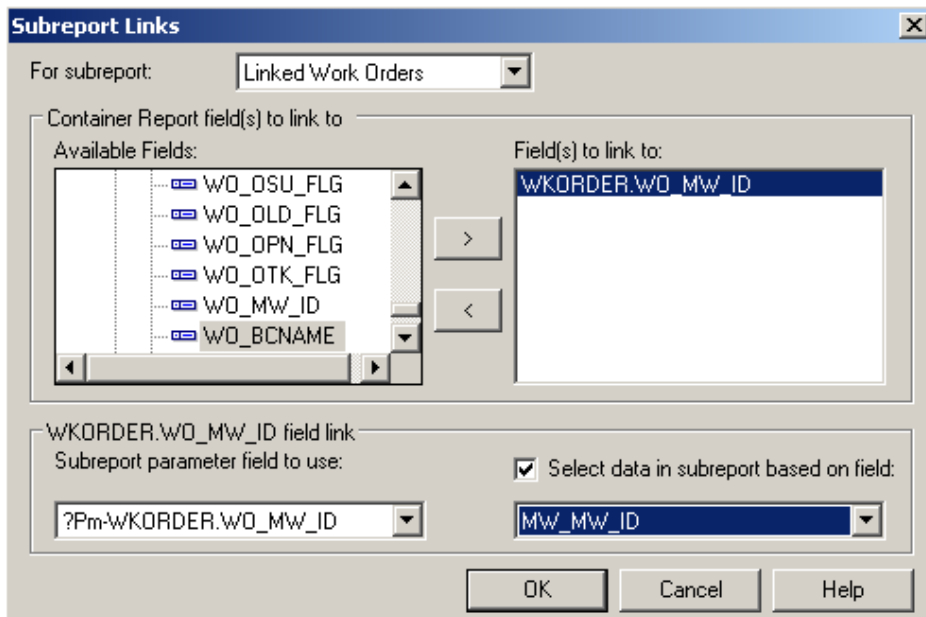 Subreport Links
For subreport: Linked Work Orders
Container Report field(s) to link to
Available Fields:
Field(s) to link to:
WO_OSU_FLG
WO_OLD_FLG
WO_OPN_FLG
WO_OTK_FLG
WO_MW_ID
WO_BCNAME
>
<
WKORDER.WO_MW_ID
WKORDER.WO_MW_ID field link
Subreport parameter field to use:
Select data in subreport based on field:
?Pm-WKORDER.WO_MW_ID
MW_MW_ID
OK Cancel Help